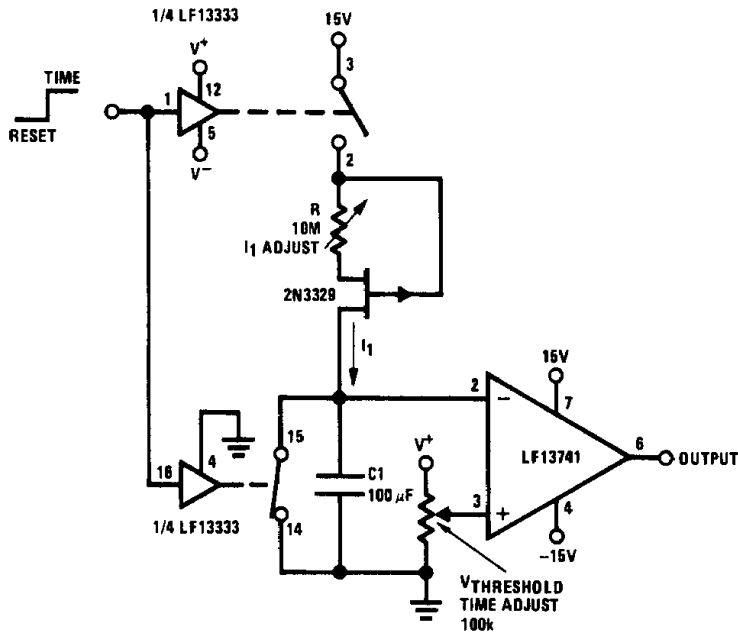 1/4 LF13333
15V
V+
3
TIME
12
1
5
RESET
V−
2
R
10M
I1 ADJUST
2N3329
I1
15V
2
7
−
V+
LF13741
6
OUTPUT
15
4
C1
100 μF
16
3
+
4
14
−15V
1/4 LF13333
VTHRESHOLD
TIME ADJUST
100k